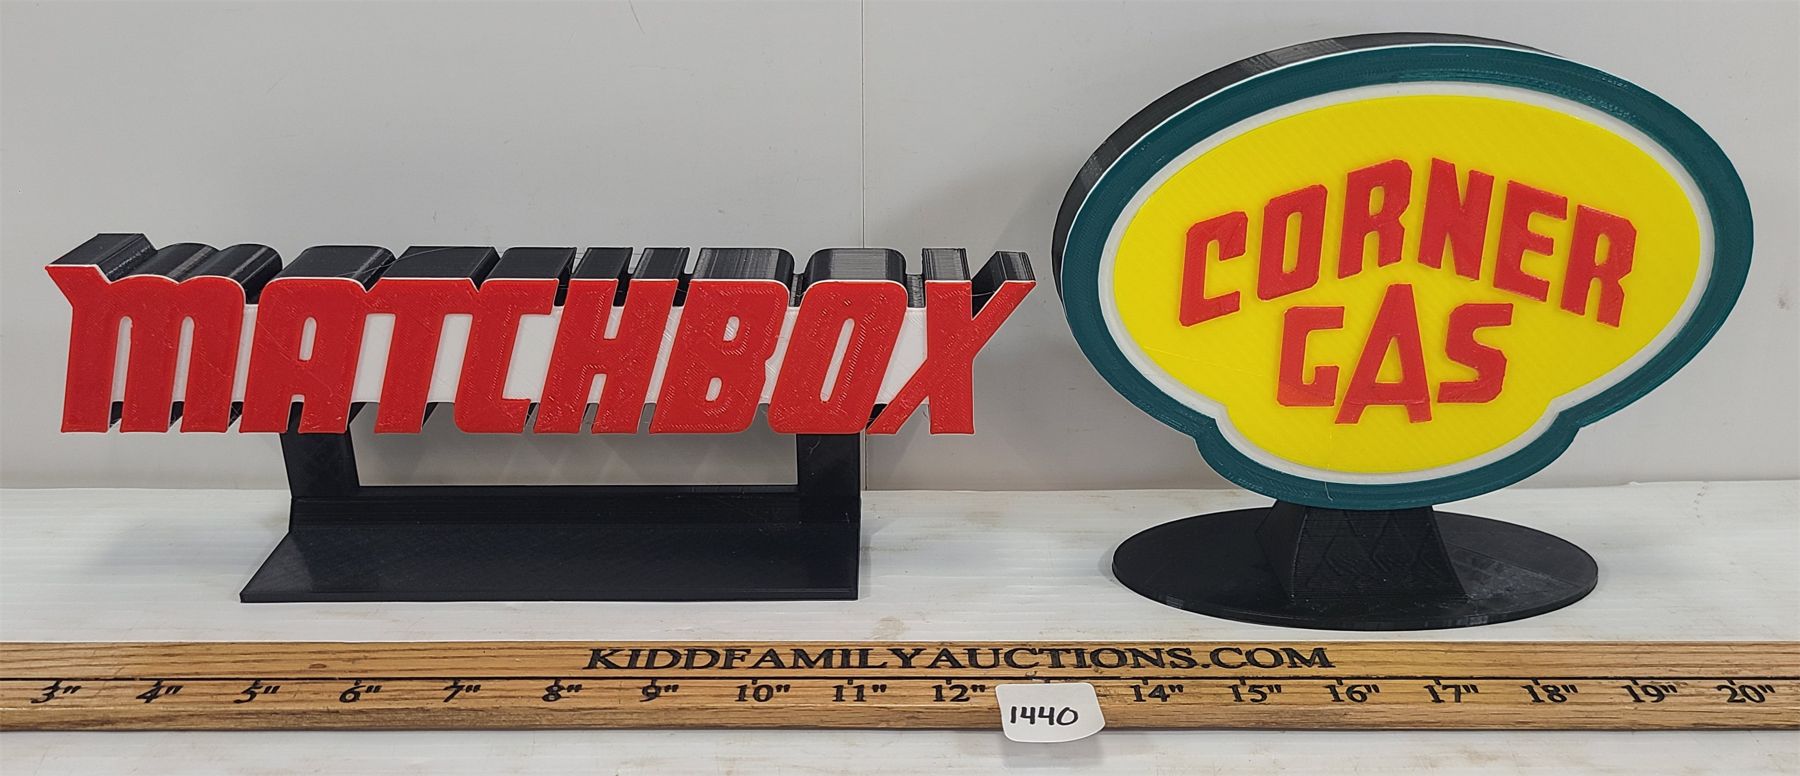 MATCHBOX
CORNER
GAS
KIDDFAMILYAUCTIONS.COM
3" 4" 5" 6" 7" 8" 9" 10" 11" 12" 14" 15" 16" 17" 18" 19" 20"
1440